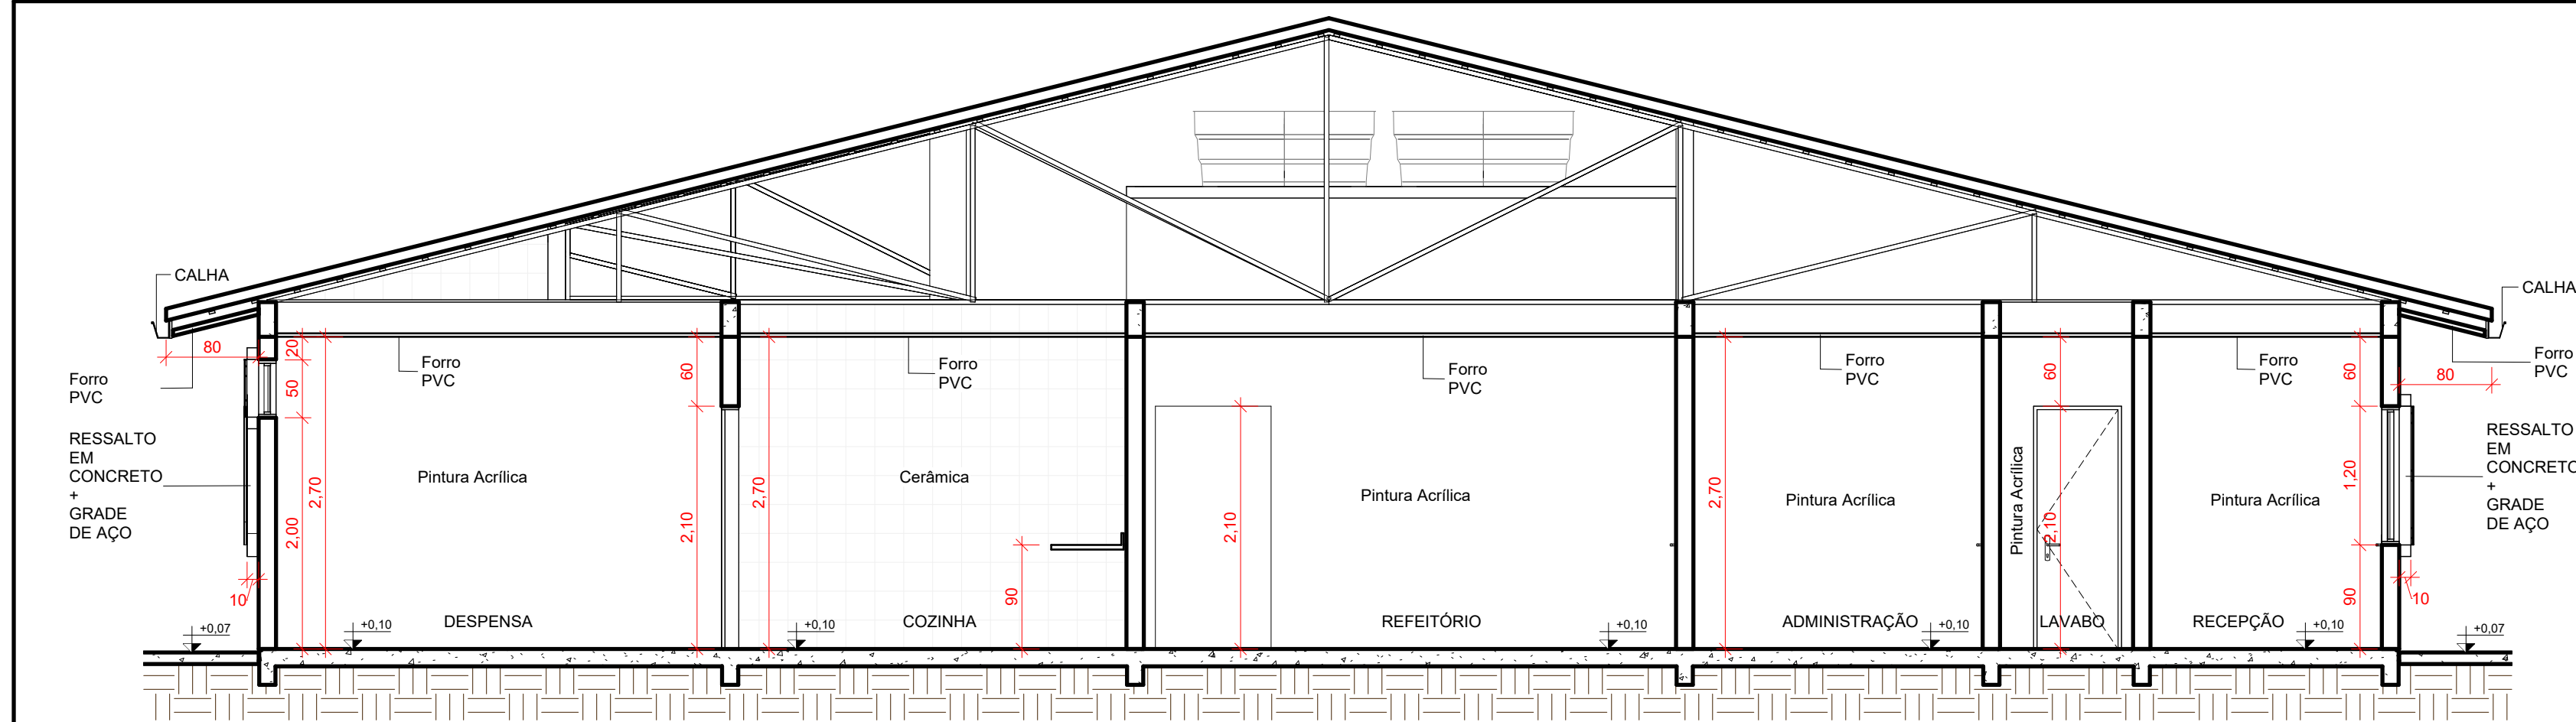 CALHA
CALHA
80
20
Forro
PVC
60
Forro
PVC
Forro
PVC
Forro
PVC
60
Forro
PVC
60
80
Forro
PVC
Forro
PVC
50
RESSALTO
EM
CONCRETO
+
GRADE
DE AÇO
2,70
2,00
Pintura Acrílica
2,10
2,70
Cerâmica
90
2,10
Pintura Acrílica
2,70
Pintura Acrílica
Pintura Acrílica
2,10
Pintura Acrílica
1,20
90
RESSALTO
EM
CONCRETO
+
GRADE
DE AÇO
10
10
+0,07
+0,10
DESPENSA
+0,10
COZINHA
REFEITÓRIO
+0,10
ADMINISTRAÇÃO
+0,10
LAVABO
RECEPÇÃO
+0,10
+0,07